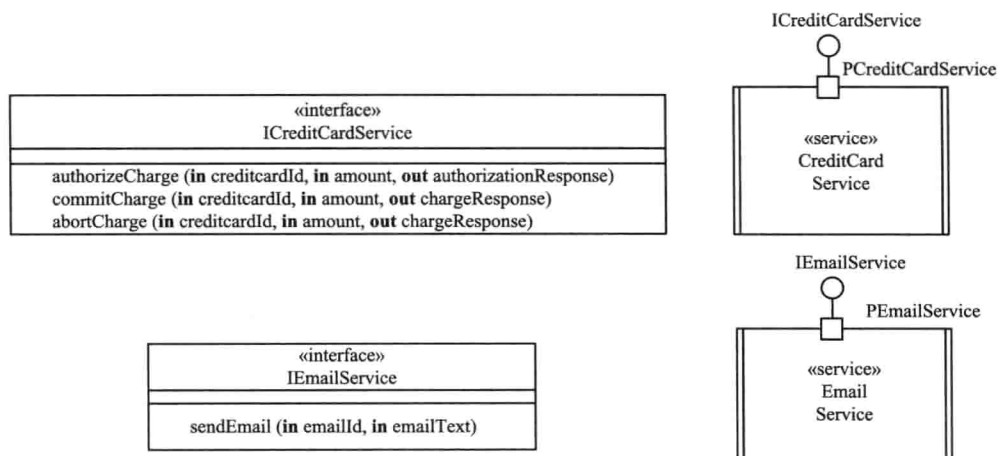 ICreditCardService
PCreditCardService
«interface»
ICreditCardService
authorizeCharge (in creditcardId, in amount, out authorizationResponse)
commitCharge (in creditcardId, in amount, out chargeResponse)
abortCharge (in creditcardId, in amount, out chargeResponse)
«service»
CreditCard
Service
IEmailService
PEmailService
«interface»
IEmailService
sendEmail (in emailId, in emailText)
«service»
Email
Service